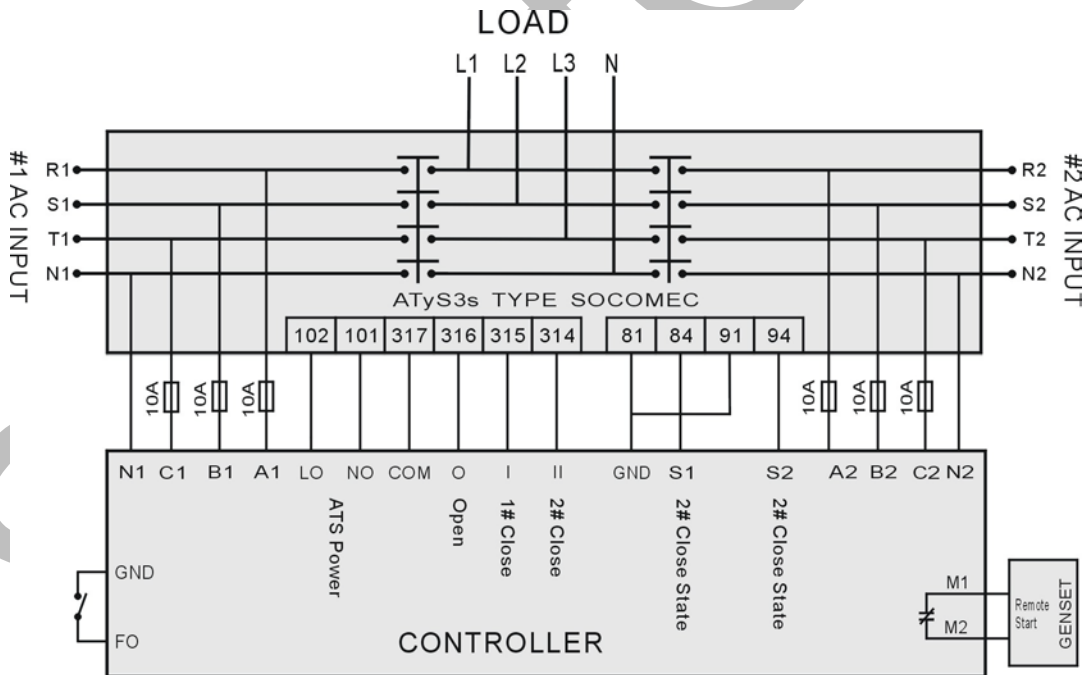 LOAD
L1 L2 L3 N
#1 AC INPUT
R1
S1
T1
N1
R2
S2
T2
N2
#2 AC INPUT
ATyS3s TYPE SOCOMEC
102 101 317 316 315 314 81 84 91 94
10A 10A 10A 10A 10A 10A
N1 C1 B1 A1 LO NO COM O I II GND S1 S2 A2 B2 C2 N2
ATS Power
Open
1# Close
2# Close
2# Close State
2# Close State
GND
FO
CONTROLLER
M1
M2
Remote
Start
GENSET